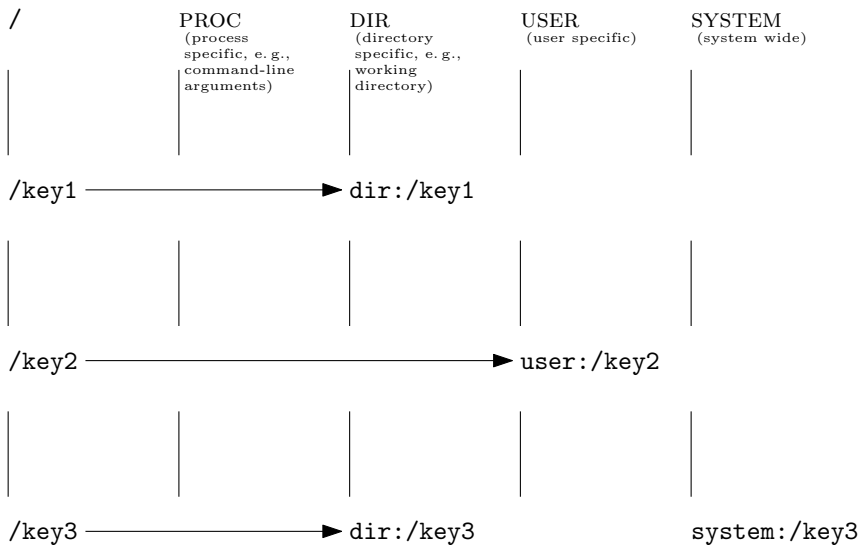 /
PROC
(process
specific, e. g.,
command-line
arguments)
DIR
(directory
specific, e. g.,
working
directory)
USER
(user specific)
SYSTEM
(system wide)
/key1 dir:/key1
/key2 user:/key2
/key3 dir:/key3 system:/key3